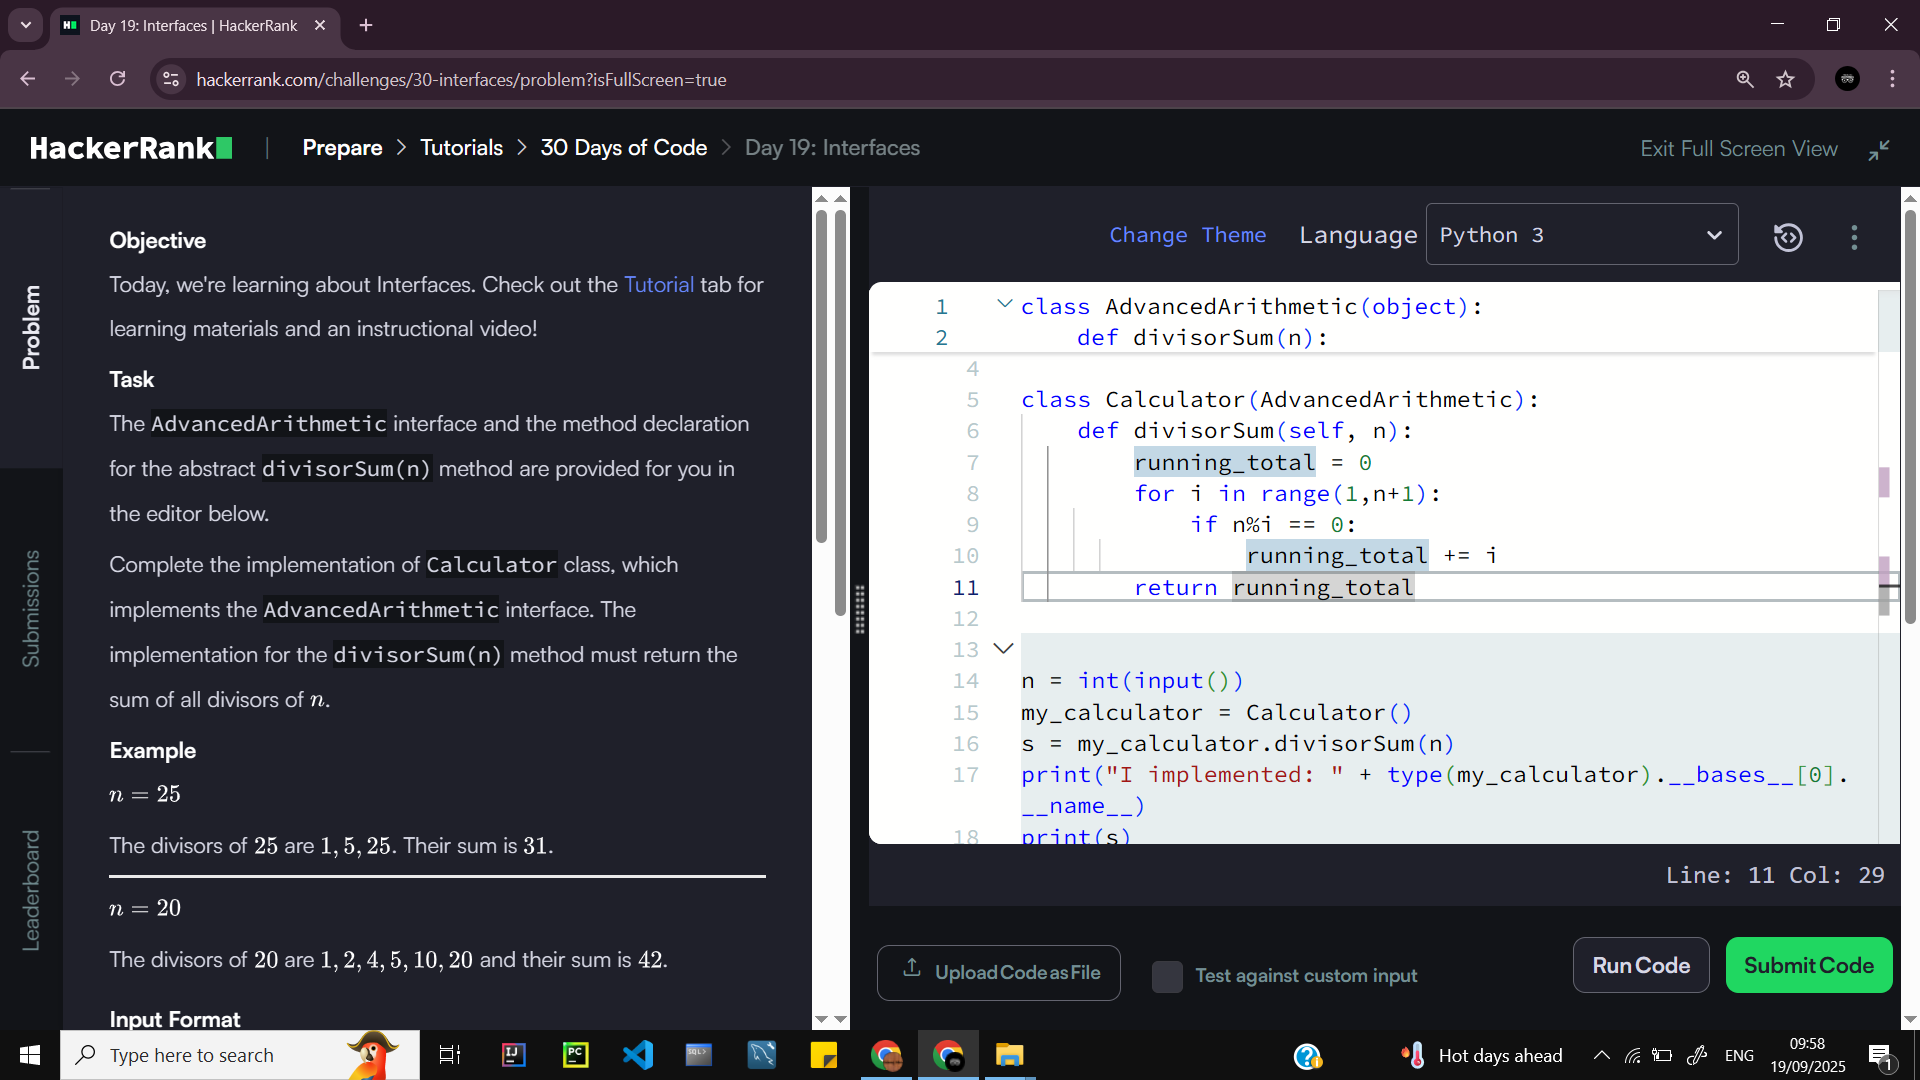 Day 19: Interfaces | HackerRank
hackerrank.com/challenges/30-interfaces/problem?isFullScreen=true
HackerRank
Prepare > Tutorials > 30 Days of Code > Day 19: Interfaces
Exit Full Screen View
Problem
Submissions
Leaderboard
Objective
Today, we're learning about Interfaces. Check out the Tutorial tab for
learning materials and an instructional video!
Task
The AdvancedArithmetic interface and the method declaration
for the abstract divisorSum(n) method are provided for you in
the editor below.
Complete the implementation of Calculator class, which
implements the AdvancedArithmetic interface. The
implementation for the divisorSum(n) method must return the
sum of all divisors of n.
Example
n = 25
The divisors of 25 are 1, 5, 25. Their sum is 31.
n = 20
The divisors of 20 are 1, 2, 4, 5, 10, 20 and their sum is 42.
Input Format
Change Theme Language Python 3
1 class AdvancedArithmetic(object):
2 def divisorSum(n):
4
5 class Calculator(AdvancedArithmetic):
6 def divisorSum(self, n):
7 running_total = 0
8 for i in range(1,n+1):
9 if n%i == 0:
10 running_total += i
11 return running_total
12
13
14 n = int(input())
15 my_calculator = Calculator()
16 s = my_calculator.divisorSum(n)
17 print("I implemented: " + type(my_calculator).__bases__[0].
__name__)
18 print(s)
Line: 11 Col: 29
Upload Code as File
Test against custom input
Run Code
Submit Code
Type here to search
Hot days ahead
ENG
09:58
19/09/2025
1